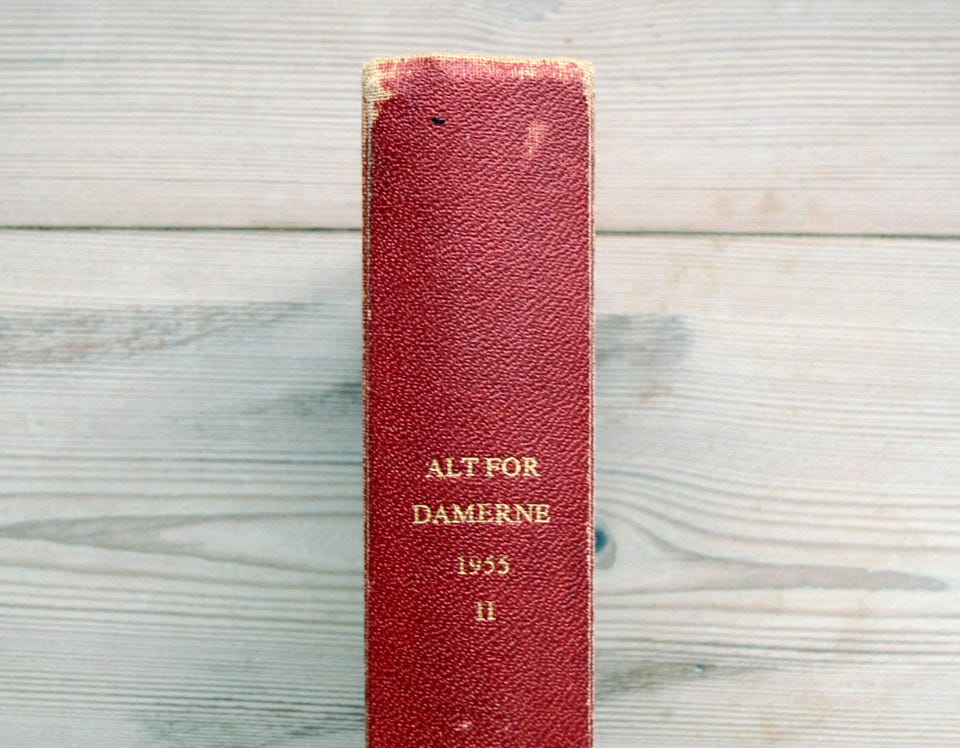 ALT FOR
DAMERNE
1955
II